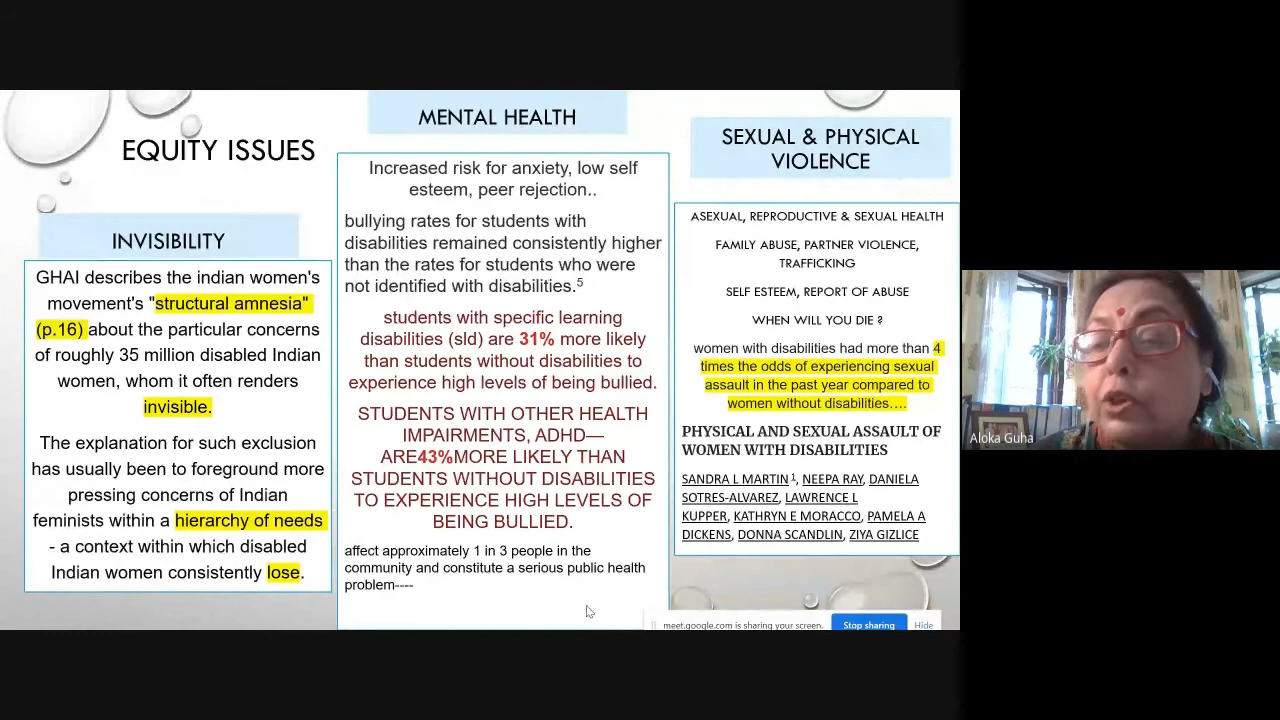 EQUITY ISSUES
INVISIBILITY
GHAI describes the indian women's
movement's "structural amnesia"
(p.16) about the particular concerns
of roughly 35 million disabled Indian
women, whom it often renders
invisible.
The explanation for such exclusion
has usually been to foreground more
pressing concerns of Indian
feminists within a hierarchy of needs
- a context within which disabled
Indian women consistently lose.
MENTAL HEALTH
Increased risk for anxiety, low self
esteem, peer rejection..
bullying rates for students with
disabilities remained consistently higher
than the rates for students who were
not identified with disabilities.5
students with specific learning
disabilities (sld) are 31% more likely
than students without disabilities to
experience high levels of being bullied.
STUDENTS WITH OTHER HEALTH
IMPAIRMENTS, ADHD—
ARE43%MORE LIKELY THAN
STUDENTS WITHOUT DISABILITIES
TO EXPERIENCE HIGH LEVELS OF
BEING BULLIED.
affect approximately 1 in 3 people in the
community and constitute a serious public health
problem----
SEXUAL & PHYSICAL
VIOLENCE
ASEXUAL, REPRODUCTIVE & SEXUAL HEALTH
FAMILY ABUSE, PARTNER VIOLENCE,
TRAFFICKING
SELF ESTEEM, REPORT OF ABUSE
WHEN WILL YOU DIE ?
women with disabilities had more than 4
times the odds of experiencing sexual
assault in the past year compared to
women without disabilities….
PHYSICAL AND SEXUAL ASSAULT OF
WOMEN WITH DISABILITIES
SANDRA L MARTIN 1, NEEPA RAY, DANIELA
SOTRES-ALVAREZ, LAWRENCE L
KUPPER, KATHRYN E MORACCO, PAMELA A
DICKENS, DONNA SCANDLIN, ZIYA GIZLICE
meet.google.com is sharing your screen.
Stop sharing
Hide
Aloka Guha